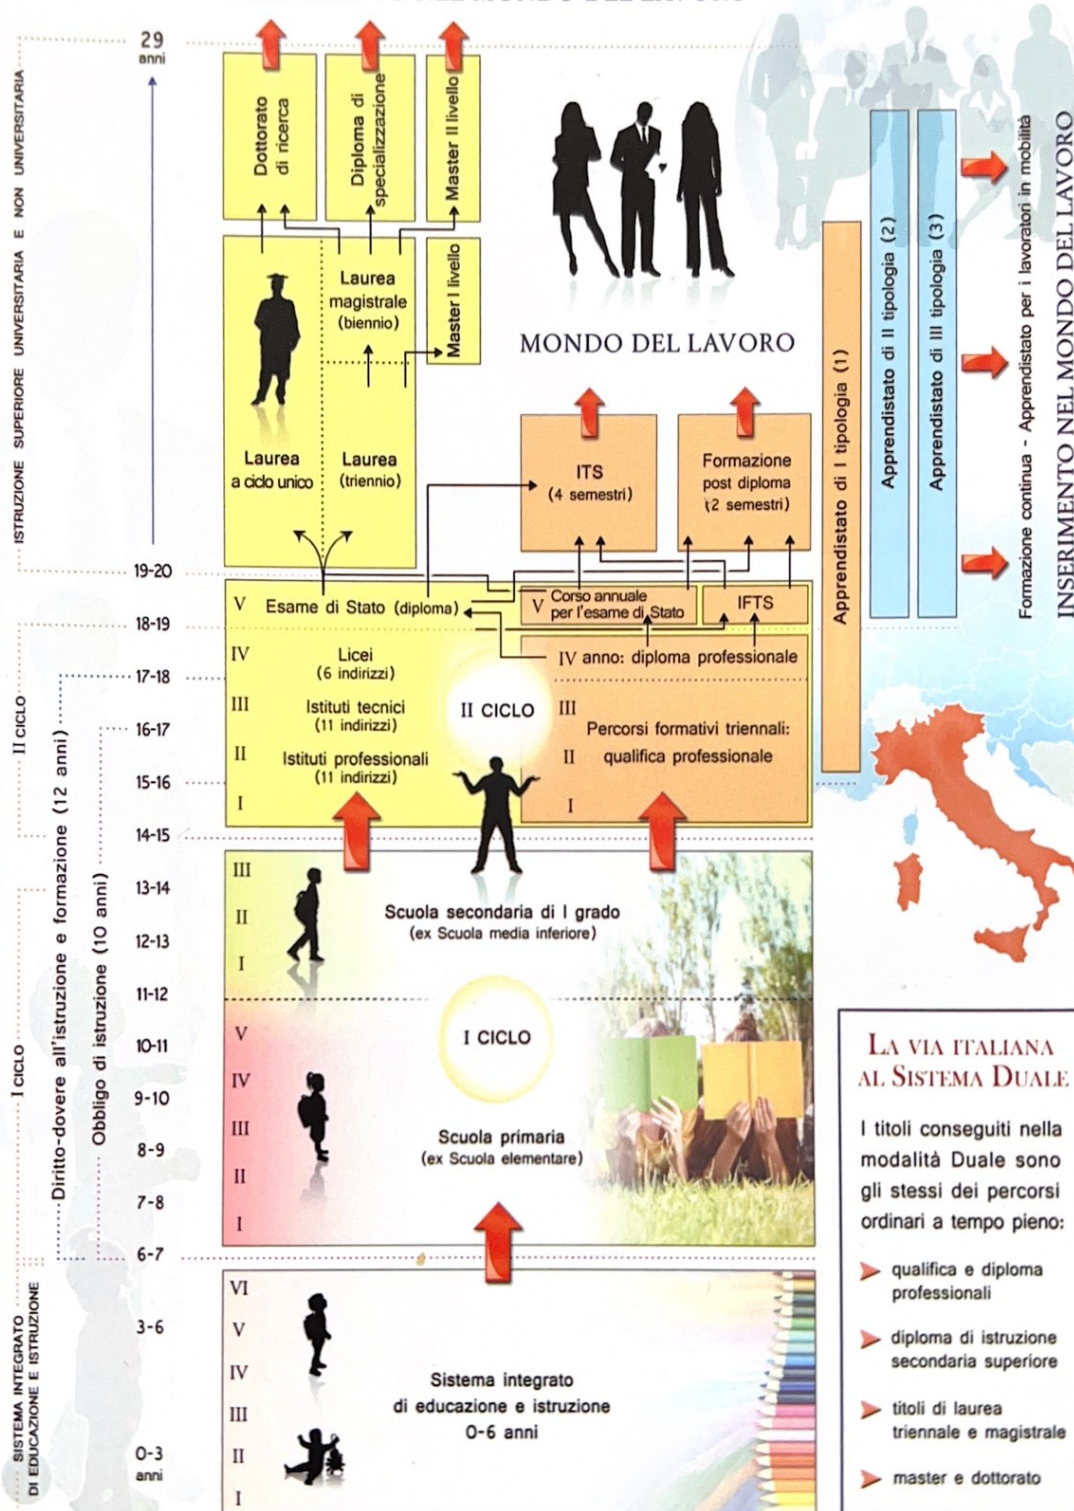 29
anni
ISTRUZIONE SUPERIORE UNIVERSITARIA E NON UNIVERSITARIA
Dottorato
di ricerca
Diploma di
specializzazione
Master II livello
Laurea
magistrale
(biennio)
Master I livello
Laurea
a ciclo unico
Laurea
(triennio)
MONDO DEL LAVORO
ITS
(4 semestri)
Formazione
post diploma
(2 semestri)
Apprendistato di I tipologia (1)
Apprendistato di II tipologia (2)
Apprendistato di III tipologia (3)
Formazione continua - Apprendistato per i lavoratori in mobilità
INSERIMENTO NEL MONDO DEL LAVORO
19-20
V
Esame di Stato (diploma)
V
Corso annuale
per l'esame di Stato
IFTS
18-19
IV
Licei
(6 indirizzi)
IV anno: diploma professionale
17-18
III
Istituti tecnici
(11 indirizzi)
II CICLO
III
Percorsi formativi triennali:
qualifica professionale
16-17
II
Istituti professionali
(11 indirizzi)
II
15-16
I
I
14-15
II CICLO
Diritto-dovere all'istruzione e formazione (12 anni)
Obbligo di istruzione (10 anni)
III
13-14
II
Scuola secondaria di I grado
(ex Scuola media inferiore)
12-13
I
11-12
I CICLO
V
10-11
I CICLO
IV
9-10
III
Scuola primaria
(ex Scuola elementare)
8-9
II
7-8
I
6-7
SISTEMA INTEGRATO
DI EDUCAZIONE E ISTRUZIONE
VI
3-6
V
IV
Sistema integrato
di educazione e istruzione
0-6 anni
III
0-3
anni
II
I
LA VIA ITALIANA
AL SISTEMA DUALE
I titoli conseguiti nella
modalità Duale sono
gli stessi dei percorsi
ordinari a tempo pieno:
qualifica e diploma
professionali
diploma di istruzione
secondaria superiore
titoli di laurea
triennale e magistrale
master e dottorato